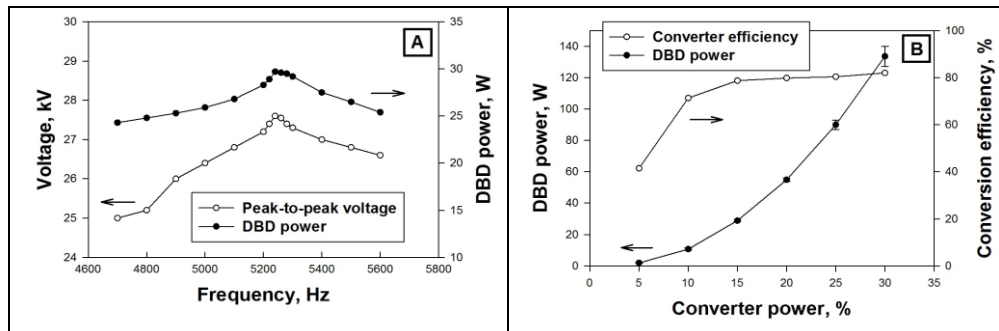 A
Voltage, kV
30
29
28
27
26
25
24
35
30
25
20
15
10
DBD power, W
Peak-to-peak voltage
DBD power
4600 4800 5000 5200 5400 5600 5800
Frequency, Hz
B
Converter efficiency
DBD power
DBD power, W
140
120
100
80
60
40
20
0
100
80
60
40
20
0
Conversion efficiency, %
0 5 10 15 20 25 30 35
Converter power, %